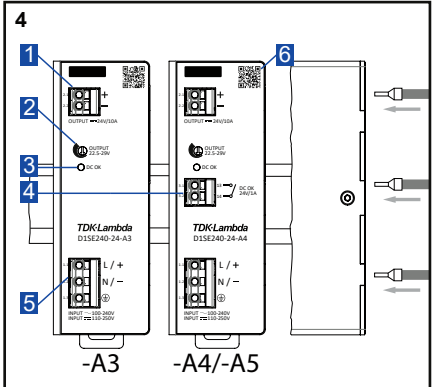 4
1
2
3
4
5
6
+
−
OUTPUT ⎓ 24V/10A
OUTPUT
22.5-29V
DC OK
TDK-Lambda
D1SE240-24-A3
L / +
N / −
INPUT ~ 100-240V
INPUT ⎓ 110-250V
-A3
+
−
OUTPUT ⎓ 24V/10A
OUTPUT
22.5-29V
DC OK
13
14
DC OK
24V/1A
TDK-Lambda
D1SE240-24-A4
L / +
N / −
INPUT ~ 100-240V
INPUT ⎓ 110-250V
-A4/-A5